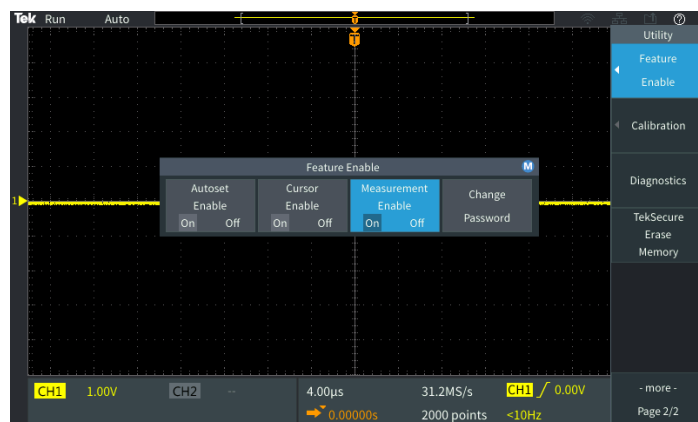 Tek Run Auto
T
Utility
Feature
Enable
Calibration
Diagnostics
TekSecure
Erase
Memory
- more -
Page 2/2
Feature Enable M
Autoset
Enable
On Off
Cursor
Enable
On Off
Measurement
Enable
On Off
Change
Password
1
CH1 1.00V CH2 -- 4.00µs 31.2MS/s CH1 0.00V
0.00000s 2000 points <10Hz